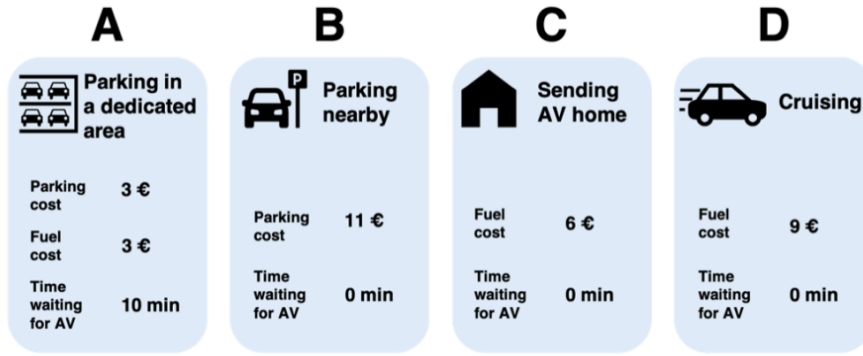 A
Parking in
a dedicated
area
Parking
cost
3 €
Fuel
cost
3 €
Time
waiting
for AV
10 min
B
P
Parking
nearby
Parking
cost
11 €
Time
waiting
for AV
0 min
C
Sending
AV home
Fuel
cost
6 €
Time
waiting
for AV
0 min
D
Cruising
Fuel
cost
9 €
Time
waiting
for AV
0 min